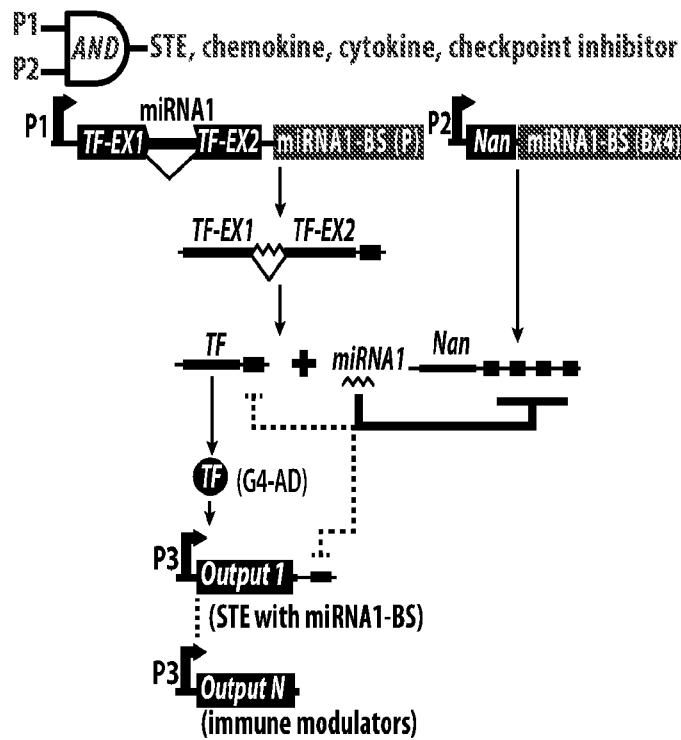 P1
AND
STE, chemokine, cytokine, checkpoint inhibitor
P2
P1
miRNA1
TF-EX1
TF-EX2
miRNA1-BS (P)
P2
Nan
miRNA1-BS (Bx4)
TF-EX1
TF-EX2
TF
+
miRNA1
Nan
TF
(G4-AD)
P3
Output 1
(STE with miRNA1-BS)
P3
Output N
(immune modulators)